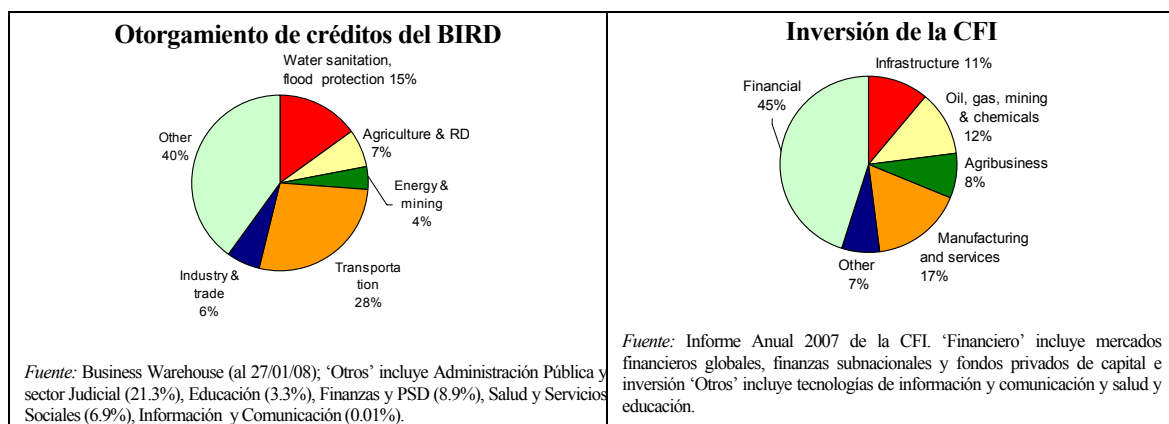 Otorgamiento de créditos del BIRD
Water sanitation,
flood protection 15%
Agriculture & RD
7%
Energy &
mining
4%
Transporta
tion
28%
Industry &
trade
6%
Other
40%
Fuente: Business Warehouse (al 27/01/08); ‘Otros’ incluye Administración Pública y
sector Judicial (21.3%), Educación (3.3%), Finanzas y PSD (8.9%), Salud y Servicios
Sociales (6.9%), Información y Comunicación (0.01%).
Inversión de la CFI
Infrastructure 11%
Oil, gas, mining
& chemicals
12%
Agribusiness
8%
Manufacturing
and services
17%
Other
7%
Financial
45%
Fuente: Informe Anual 2007 de la CFI. ‘Financiero’ incluye mercados
financieros globales, finanzas subnacionales y fondos privados de capital e
inversión ‘Otros’ incluye tecnologías de información y comunicación y salud y
educación.